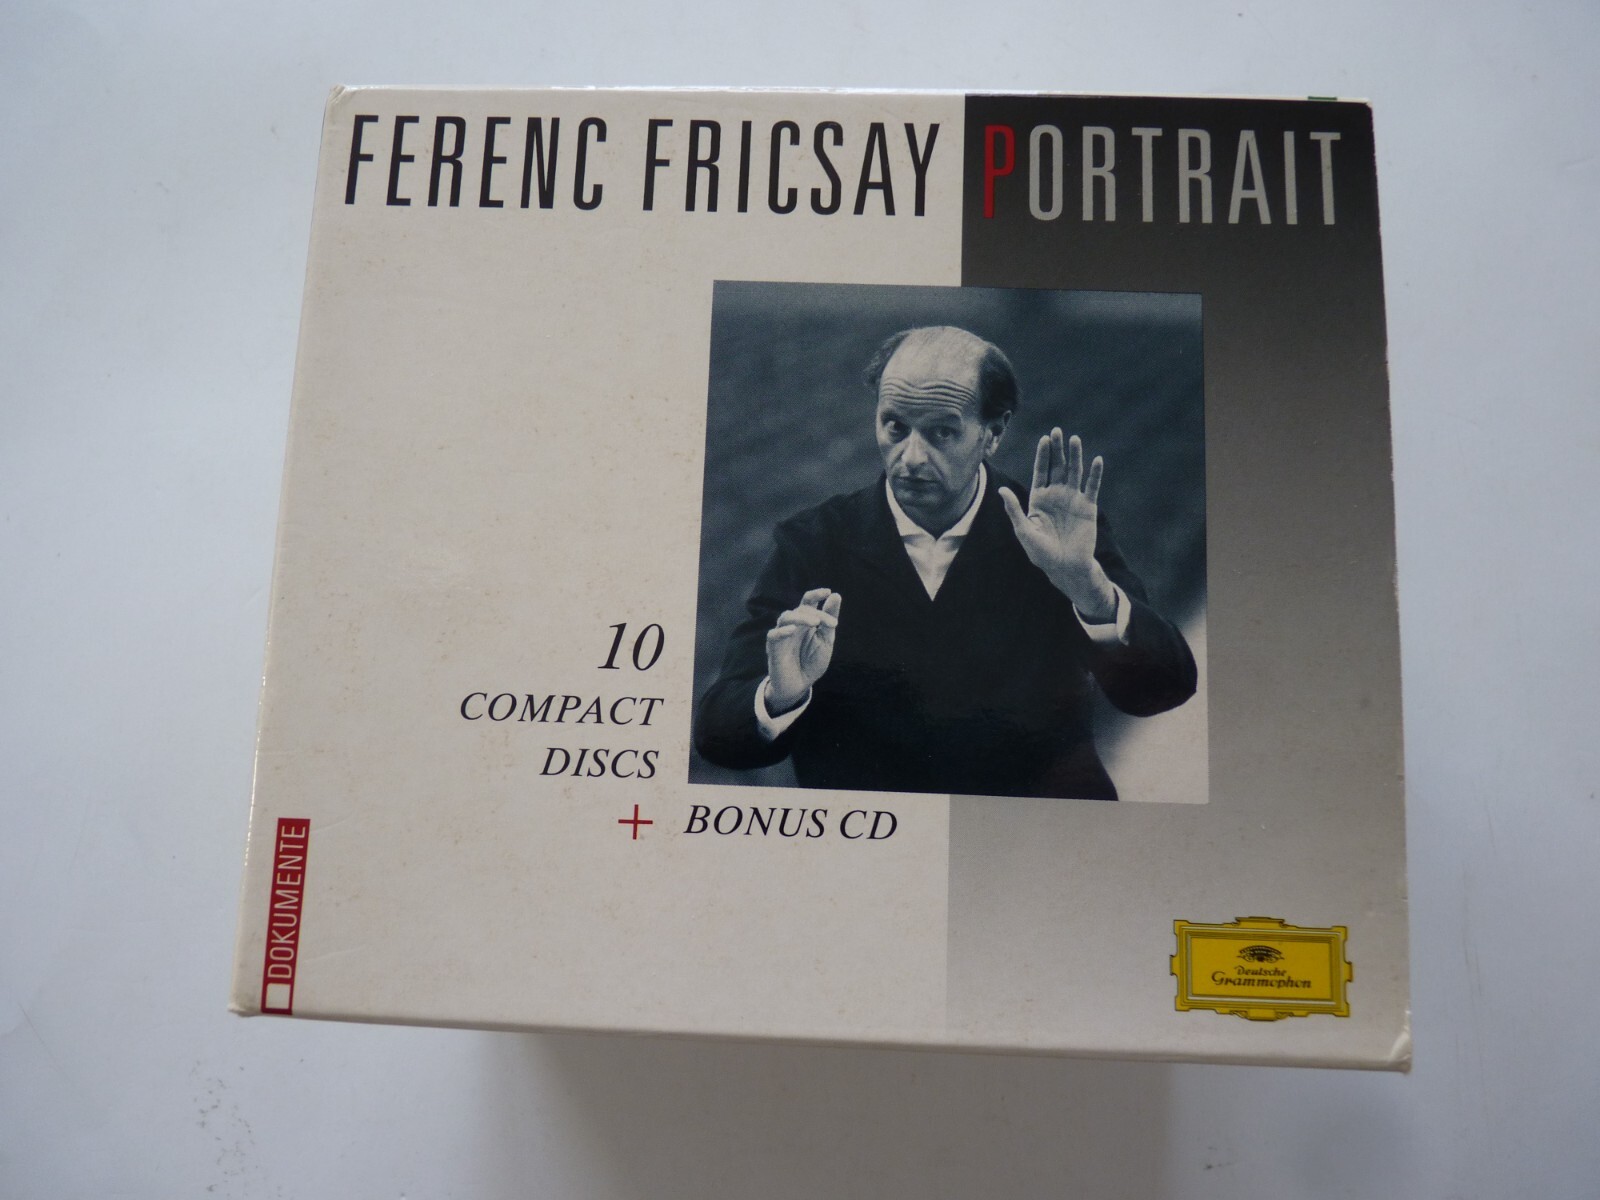 FERENC FRICSAY PORTRAIT
10
COMPACT
DISCS
+ BONUS CD
DOKUMENTE
Deutsche
Grammophon